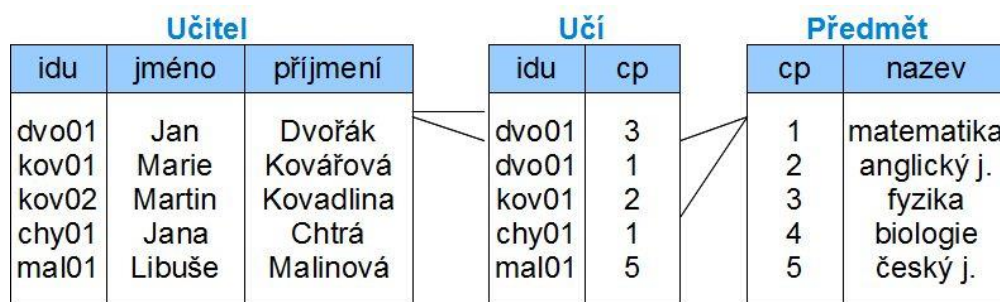 Učitel Učí Předmět
idu jméno příjmení idu cp cp nazev
dvo01 Jan Dvořák dvo01 3 1 matematika
kov01 Marie Kovářová dvo01 1 2 anglický j.
kov02 Martin Kovadlina kov01 2 3 fyzika
chy01 Jana Chtrá chy01 1 4 biologie
mal01 Libuše Malinová mal01 5 5 český j.